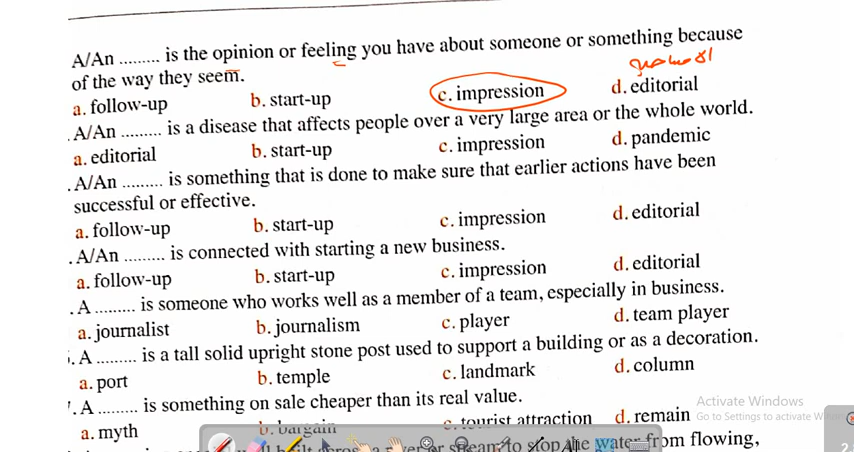 A/An ......... is the opinion or feeling you have about someone or something because
of the way they seem.
a. follow-up b. start-up c. impression d. editorial
. A/An ......... is a disease that affects people over a very large area or the whole world.
a. editorial b. start-up c. impression d. pandemic
. A/An ......... is something that is done to make sure that earlier actions have been
successful or effective.
a. follow-up b. start-up c. impression d. editorial
. A/An ......... is connected with starting a new business.
a. follow-up b. start-up c. impression d. editorial
. A ......... is someone who works well as a member of a team, especially in business.
a. journalist b. journalism c. player d. team player
. A ......... is a tall solid upright stone post used to support a building or as a decoration.
a. port b. temple c. landmark d. column
. A ......... is something on sale cheaper than its real value.
a. myth b. bargain c. tourist attraction d. remain
to stop the water from flowing,
Activate Windows
Go to Settings to activate